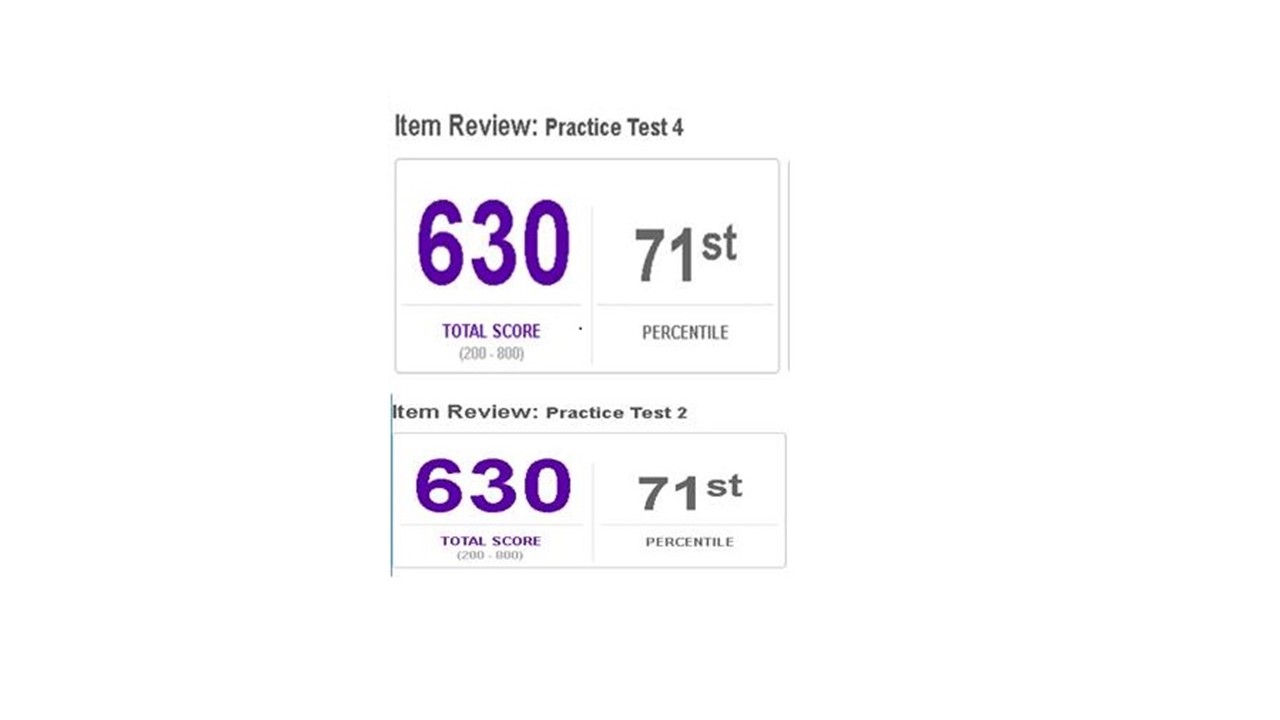 Item Review: Practice Test 4
630 71st
TOTAL SCORE PERCENTILE
(200 - 800)
Item Review: Practice Test 2
630 71st
TOTAL SCORE PERCENTILE
(200 - 800)